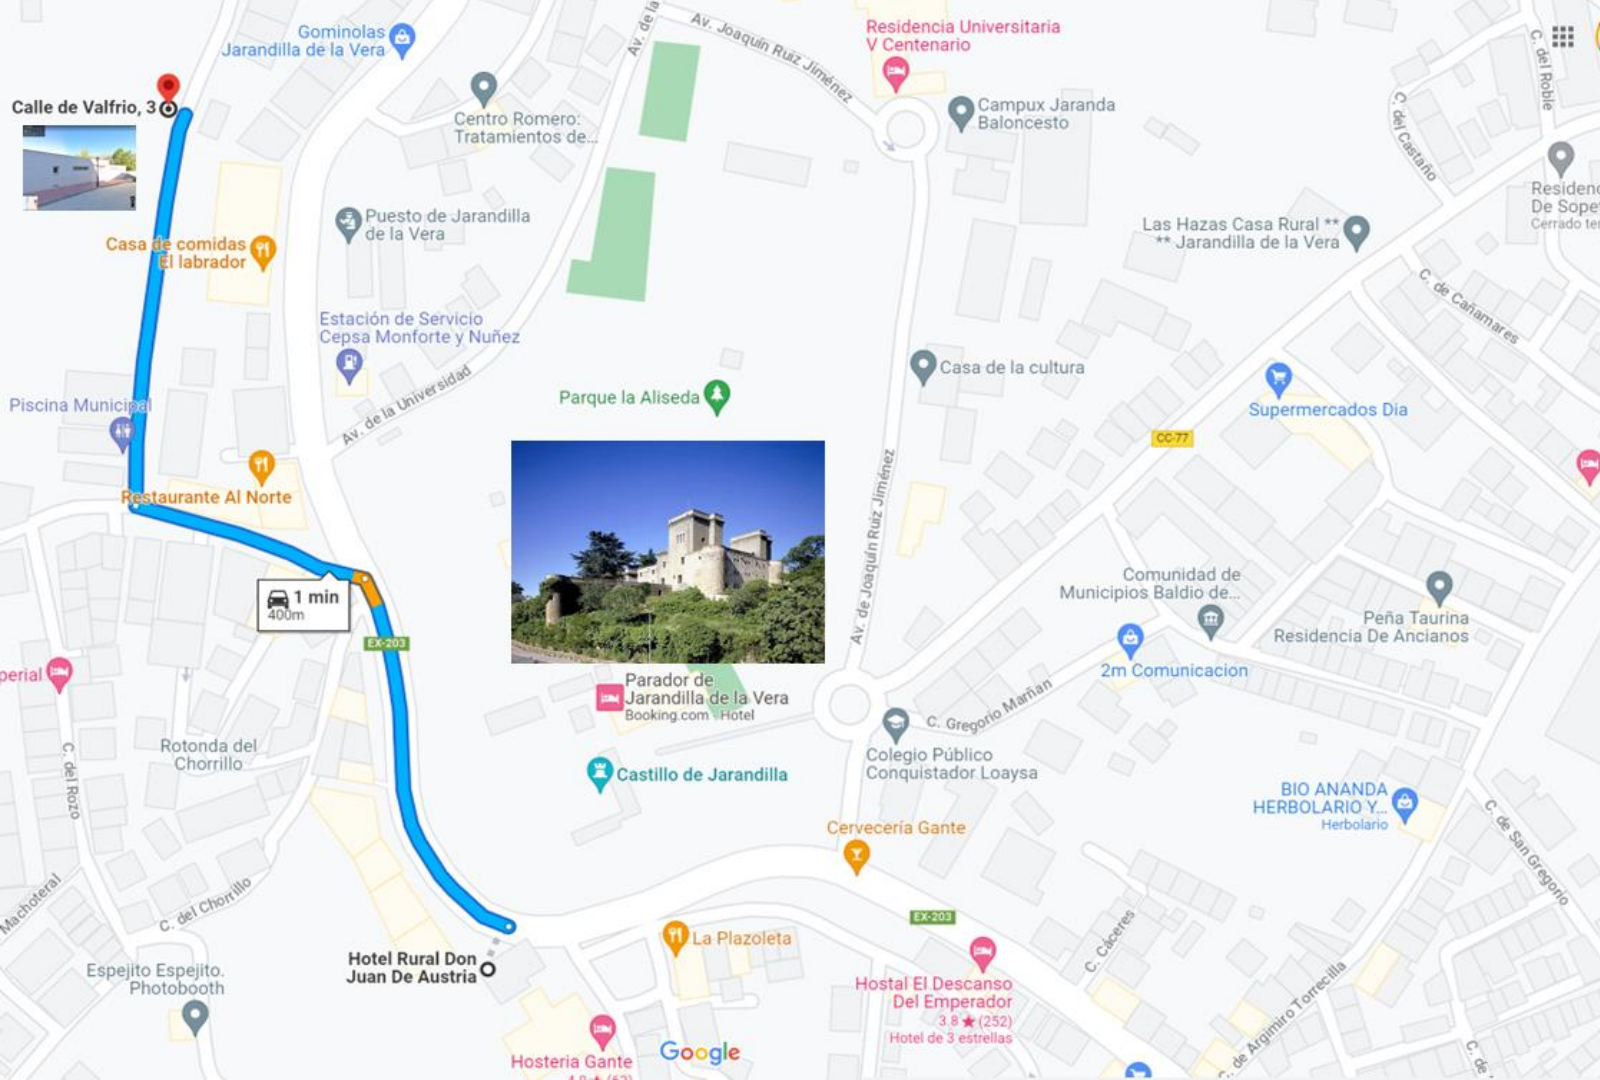 Gominolas
Jarandilla de la Vera
Av. de la
Av. Joaquín Ruiz Jiménez
Residencia Universitaria
V Centenario
C. del Roble
Calle de Valfrio, 3
Centro Romero:
Tratamientos de...
Campux Jaranda
Baloncesto
C. del Castaño
Puesto de Jarandilla
de la Vera
Las Hazas Casa Rural **
** Jarandilla de la Vera
Residenc
De Sope
Cerrado te
Casa de comidas
El labrador
C. de Cañamares
Estación de Servicio
Cepsa Monforte y Nuñez
Casa de la cultura
Av. de la Universidad
Parque la Aliseda
Supermercados Dia
Piscina Municipal
CC-77
Restaurante Al Norte
Av. de Joaquín Ruiz Jiménez
1 min
400m
EX-203
Comunidad de
Municipios Baldio de...
Peña Taurina
Residencia De Ancianos
2m Comunicacion
perial
Parador de
Jarandilla de la Vera
Booking.com Hotel
C. Gregorio Marñan
Rotonda del
Chorrillo
C. del Rozo
Castillo de Jarandilla
Colegio Público
Conquistador Loaysa
BIO ANANDA
HERBOLARIO Y...
Herbolario
Cervecería Gante
C. de San Gregorio
Machoteral
C. del Chorrillo
EX-203
La Plazoleta
C. Cáceres
Hotel Rural Don
Juan De Austria
Espejito Espejito.
Photobooth
Hostal El Descanso
Del Emperador
3.8 ★ (252)
Hotel de 3 estrellas
C. de Argimiro Torrecilla
Hosteria Gante
Google
C. de